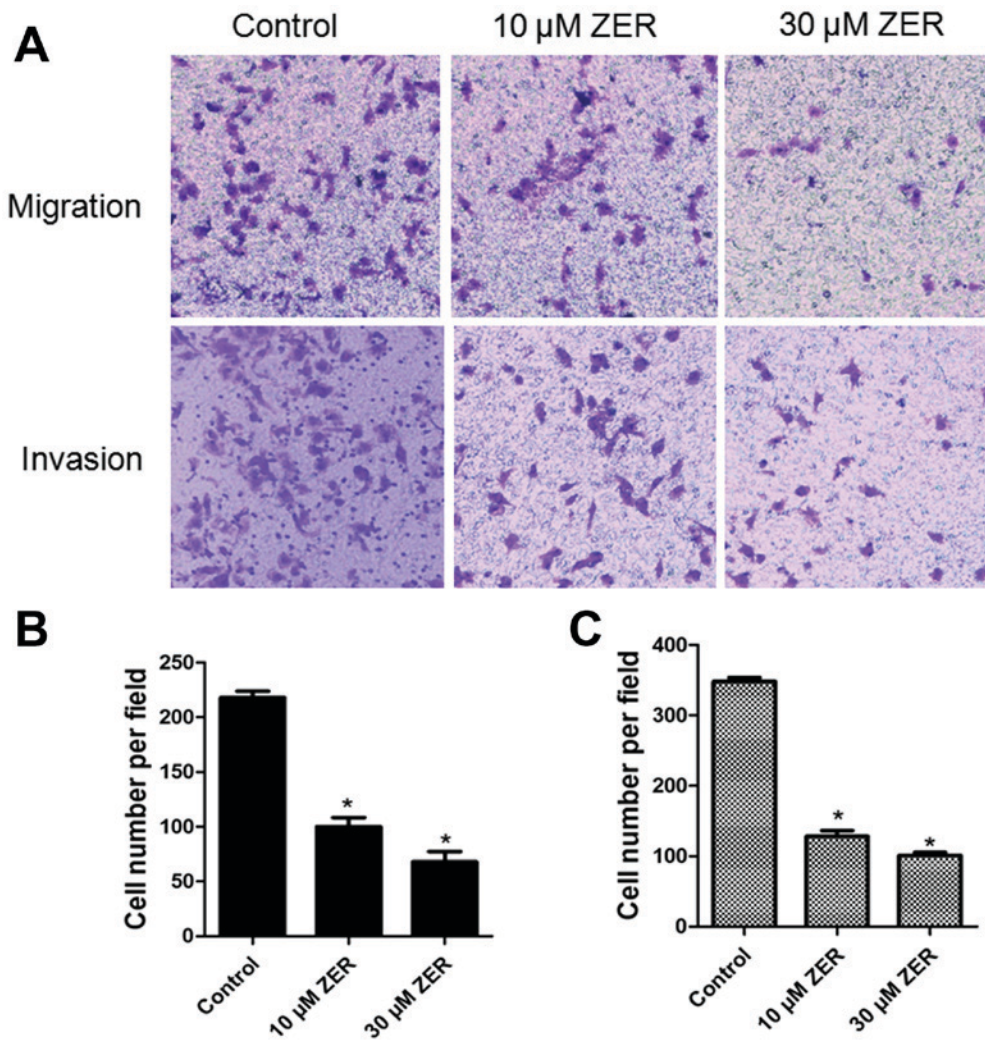 A
Control
10 µM ZER
30 µM ZER
Migration
Invasion
B
Cell number per field
250
200
150
100
50
0
*
*
Control
10 µM ZER
30 µM ZER
C
Cell number per field
400
300
200
100
0
*
*
Control
10 µM ZER
30 µM ZER